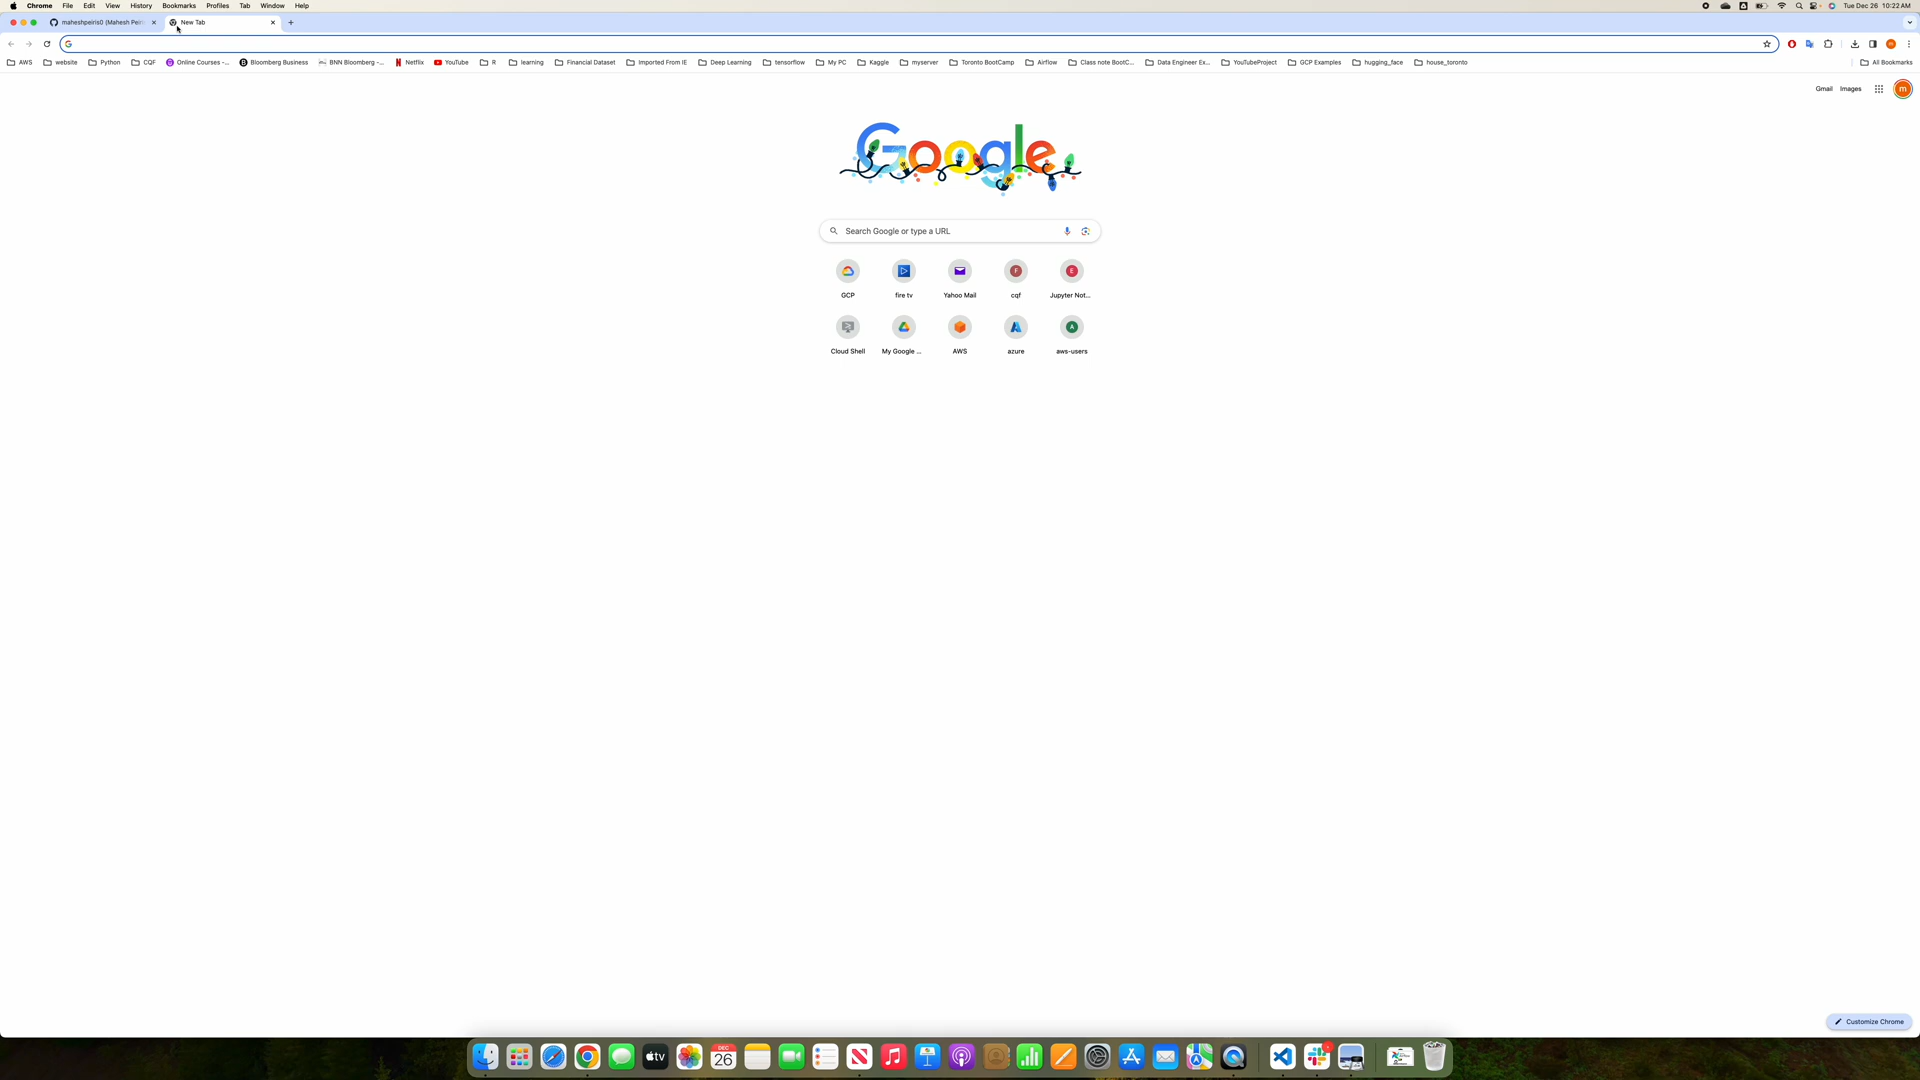 Chrome File Edit View History Bookmarks Profiles Tab Window Help Tue Dec 26 10:22 AM
maheshpeiris0 (Mahesh Pei New Tab
AWS website Python CQF Online Courses -... Bloomberg Business BNN Bloomberg -... Netflix YouTube R learning Financial Dataset Imported From IE Deep Learning tensorflow My PC Kaggle myserver Toronto BootCamp Airflow Class note BootC... Data Engineer Ex... YouTubeProject GCP Examples hugging_face house_toronto All Bookmarks
Gmail Images m
Google
Search Google or type a URL
F E
GCP fire tv Yahoo Mail cqf Jupyter Not...
A
Cloud Shell My Google ... AWS azure aws-users
Customize Chrome
DEC
26
tv